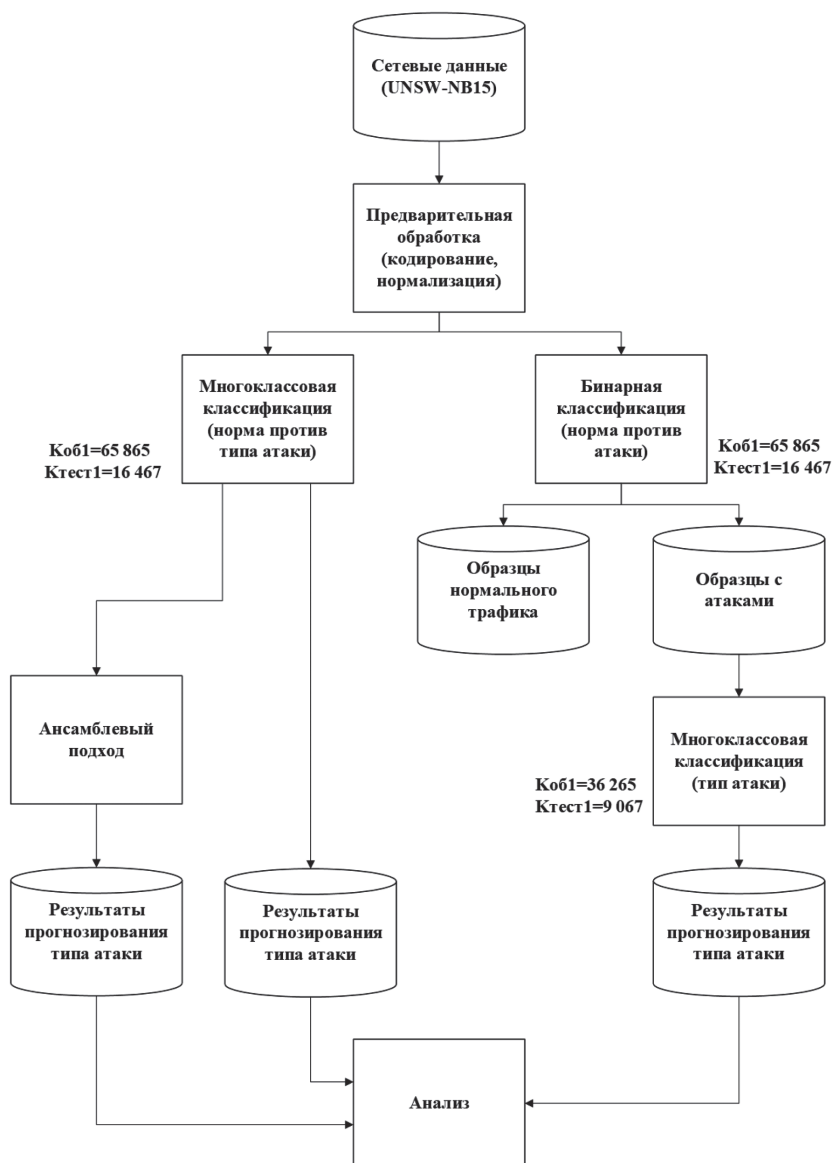 Сетевые данные
(UNSW-NB15)
Предварительная
обработка
(кодирование,
нормализация)
Многоклассовая
классификация
(норма против
типа атаки)
Коб1=65 865
Ктест1=16 467
Бинарная
классификация
(норма против
атаки)
Коб1=65 865
Ктест1=16 467
Образцы
нормального
трафика
Образцы с
атаками
Ансамблевый
подход
Многоклассовая
классификация
(тип атаки)
Коб1=36 265
Ктест1=9 067
Результаты
прогнозирования
типа атаки
Результаты
прогнозирования
типа атаки
Результаты
прогнозирования
типа атаки
Анализ